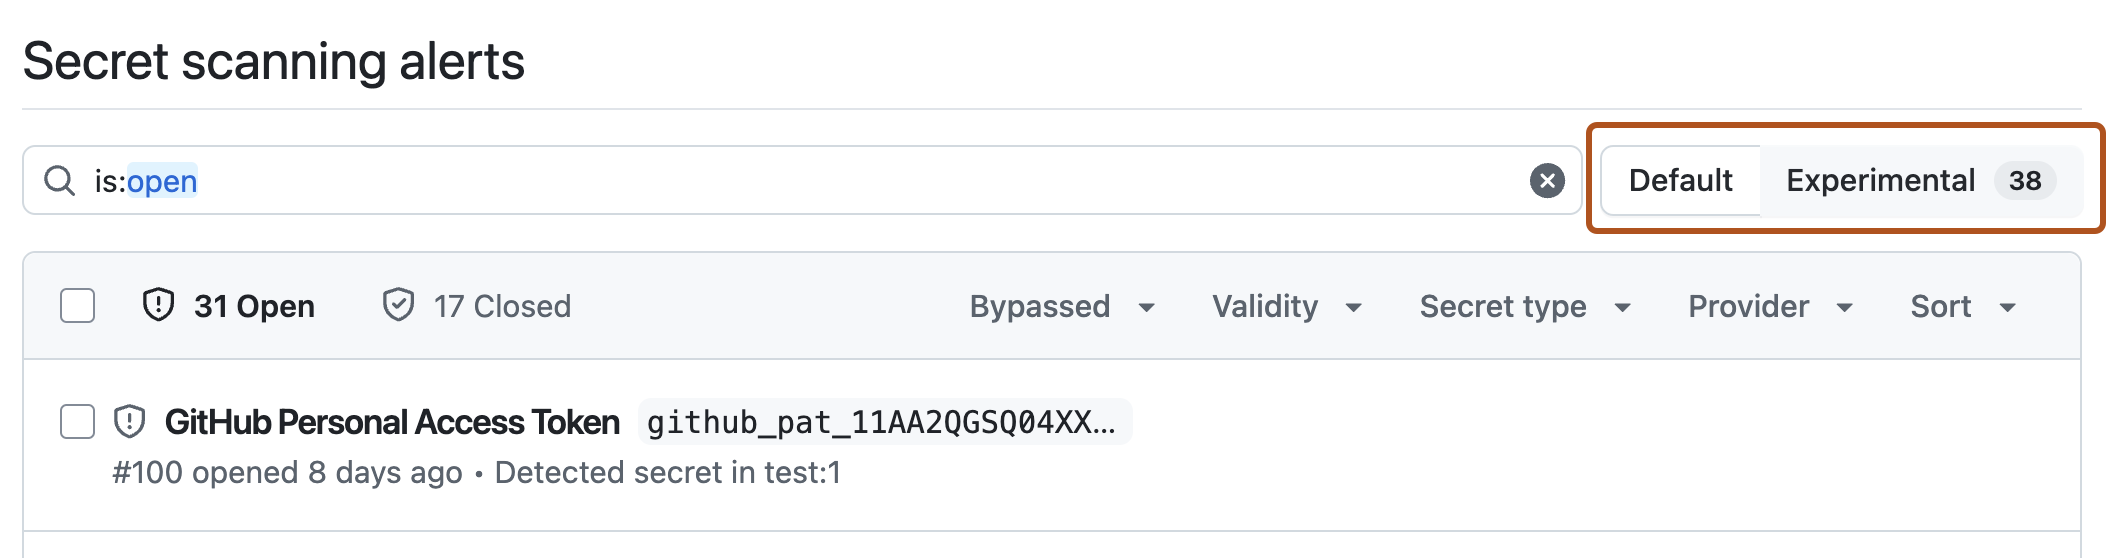 Secret scanning alerts
is:open
Default Experimental 38
31 Open 17 Closed Bypassed Validity Secret type Provider Sort
GitHub Personal Access Token github_pat_11AA2QGSQ04XX...
#100 opened 8 days ago • Detected secret in test:1